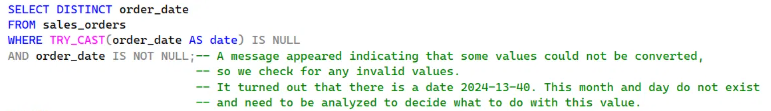 SELECT DISTINCT order_date
FROM sales_orders
WHERE TRY_CAST(order_date AS date) IS NULL
AND order_date IS NOT NULL;-- A message appeared indicating that some values could not be converted,
-- so we check for any invalid values.
-- It turned out that there is a date 2024-13-40. This month and day do not exist
-- and need to be analyzed to decide what to do with this value.